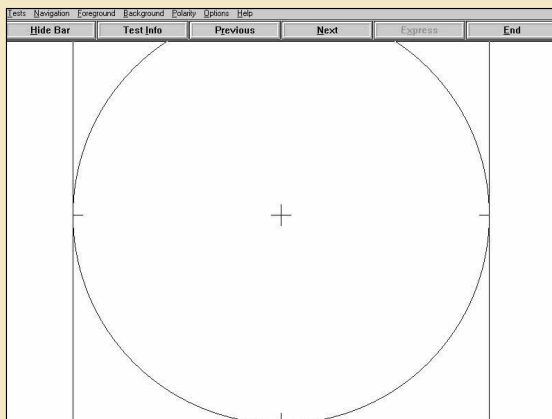 Tests Navigation Foreground Background Polarity Options Help
Hide Bar Test Info Previous Next Express End